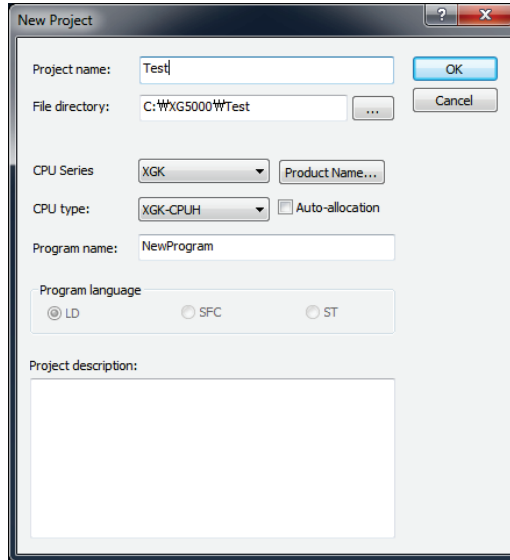 New Project
?
Project name: Test OK
File directory: C:₩XG5000₩Test ... Cancel
CPU Series XGK Product Name...
CPU type: XGK-CPUH Auto-allocation
Program name: NewProgram
Program language
LD SFC ST
Project description: